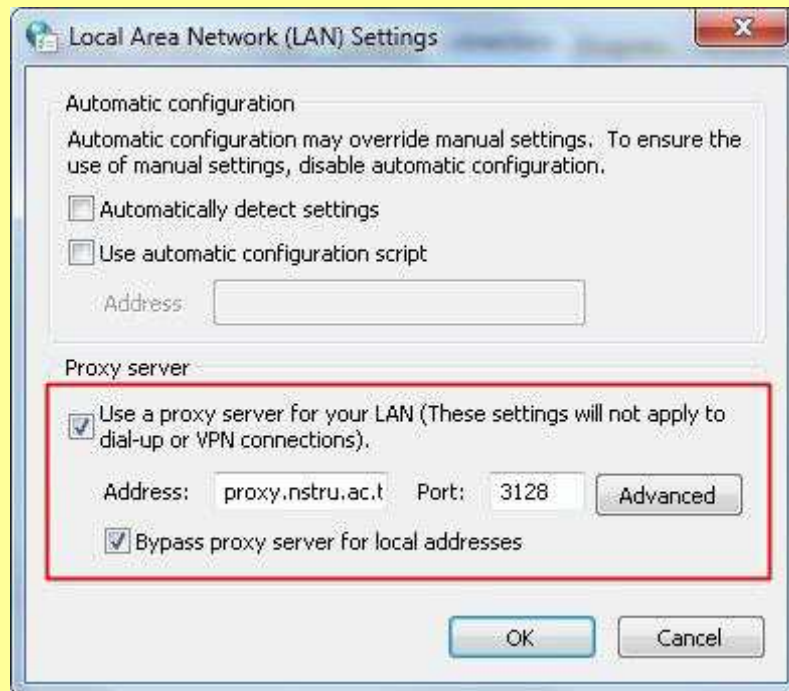 Local Area Network (LAN) Settings
Automatic configuration
Automatic configuration may override manual settings. To ensure the
use of manual settings, disable automatic configuration.
Automatically detect settings
Use automatic configuration script
Address
Proxy server
Use a proxy server for your LAN (These settings will not apply to
dial-up or VPN connections).
Address: proxy.nstru.ac.t Port: 3128 Advanced
Bypass proxy server for local addresses
OK Cancel